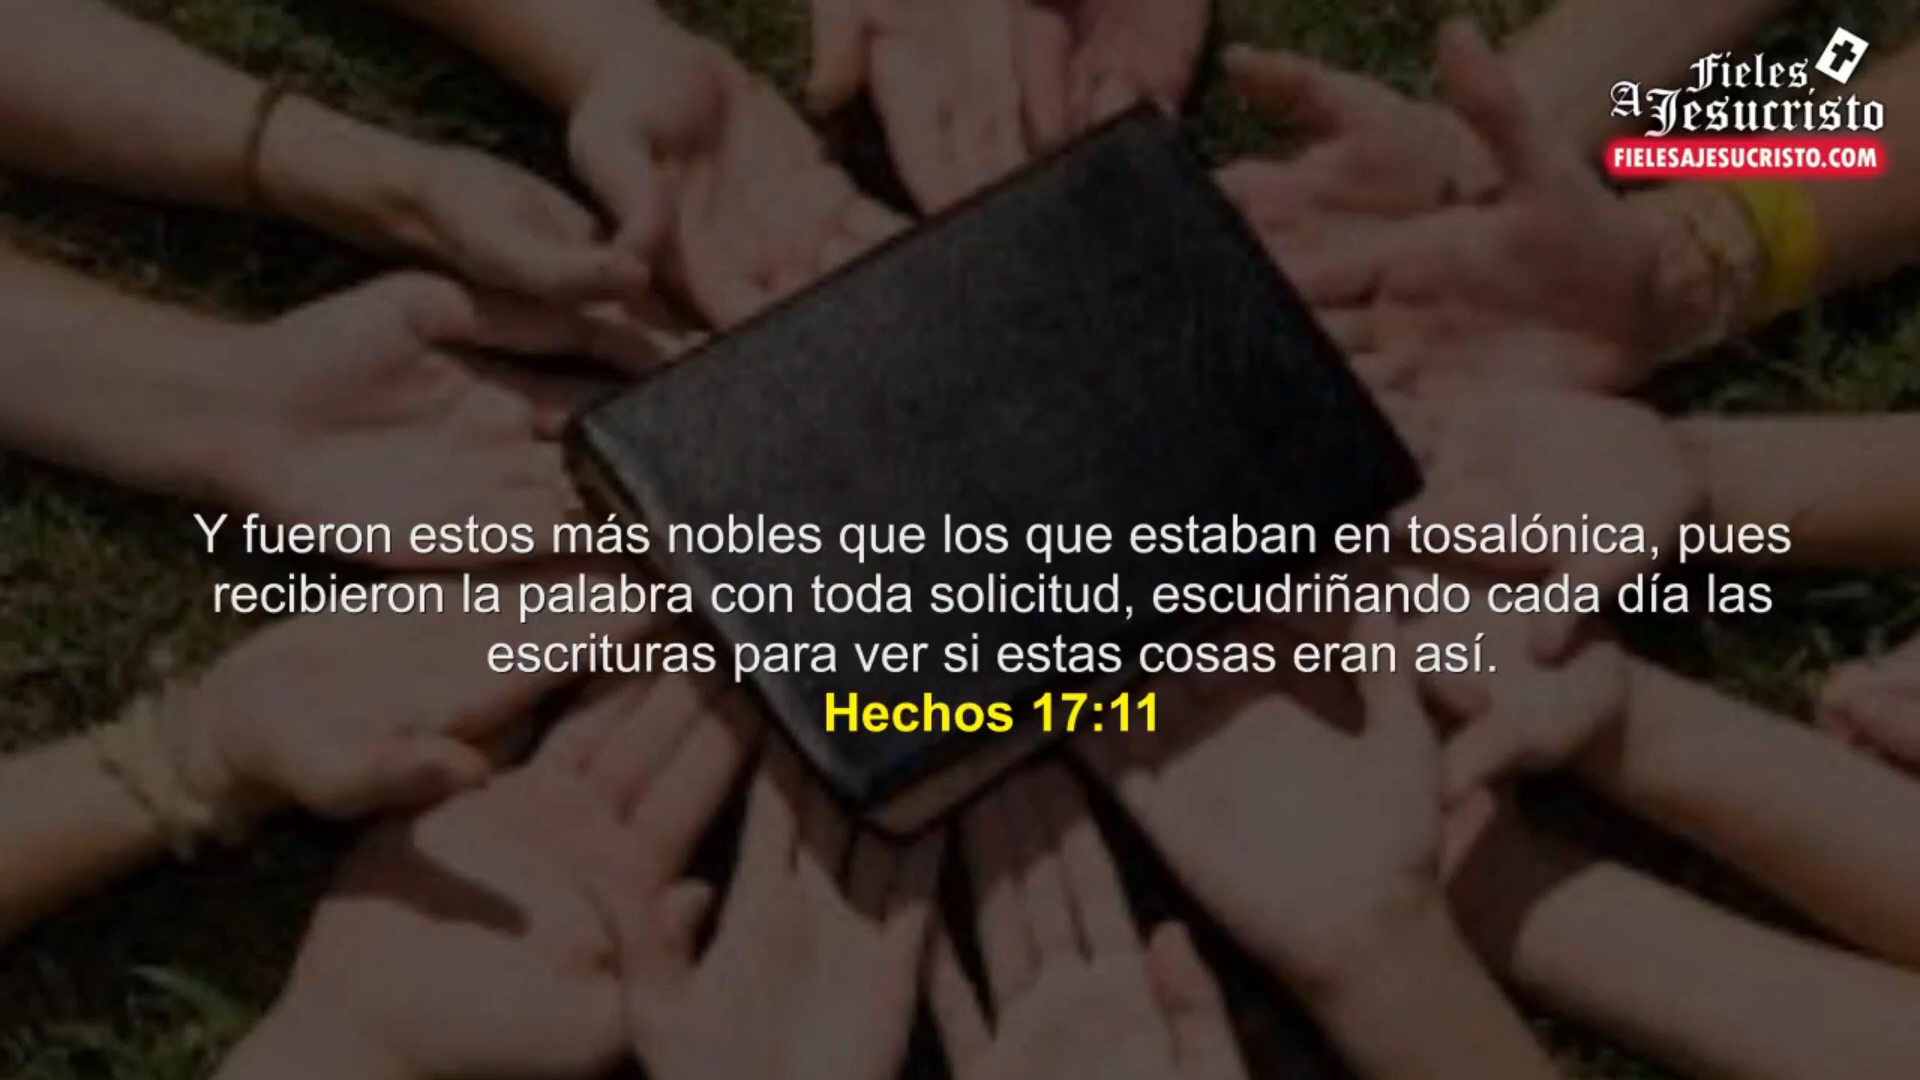 Fieles
A Jesucristo
FIELESAJESUCRISTO.COM
Y fueron estos más nobles que los que estaban en tosalónica, pues
recibieron la palabra con toda solicitud, escudriñando cada día las
escrituras para ver si estas cosas eran así.
Hechos 17:11